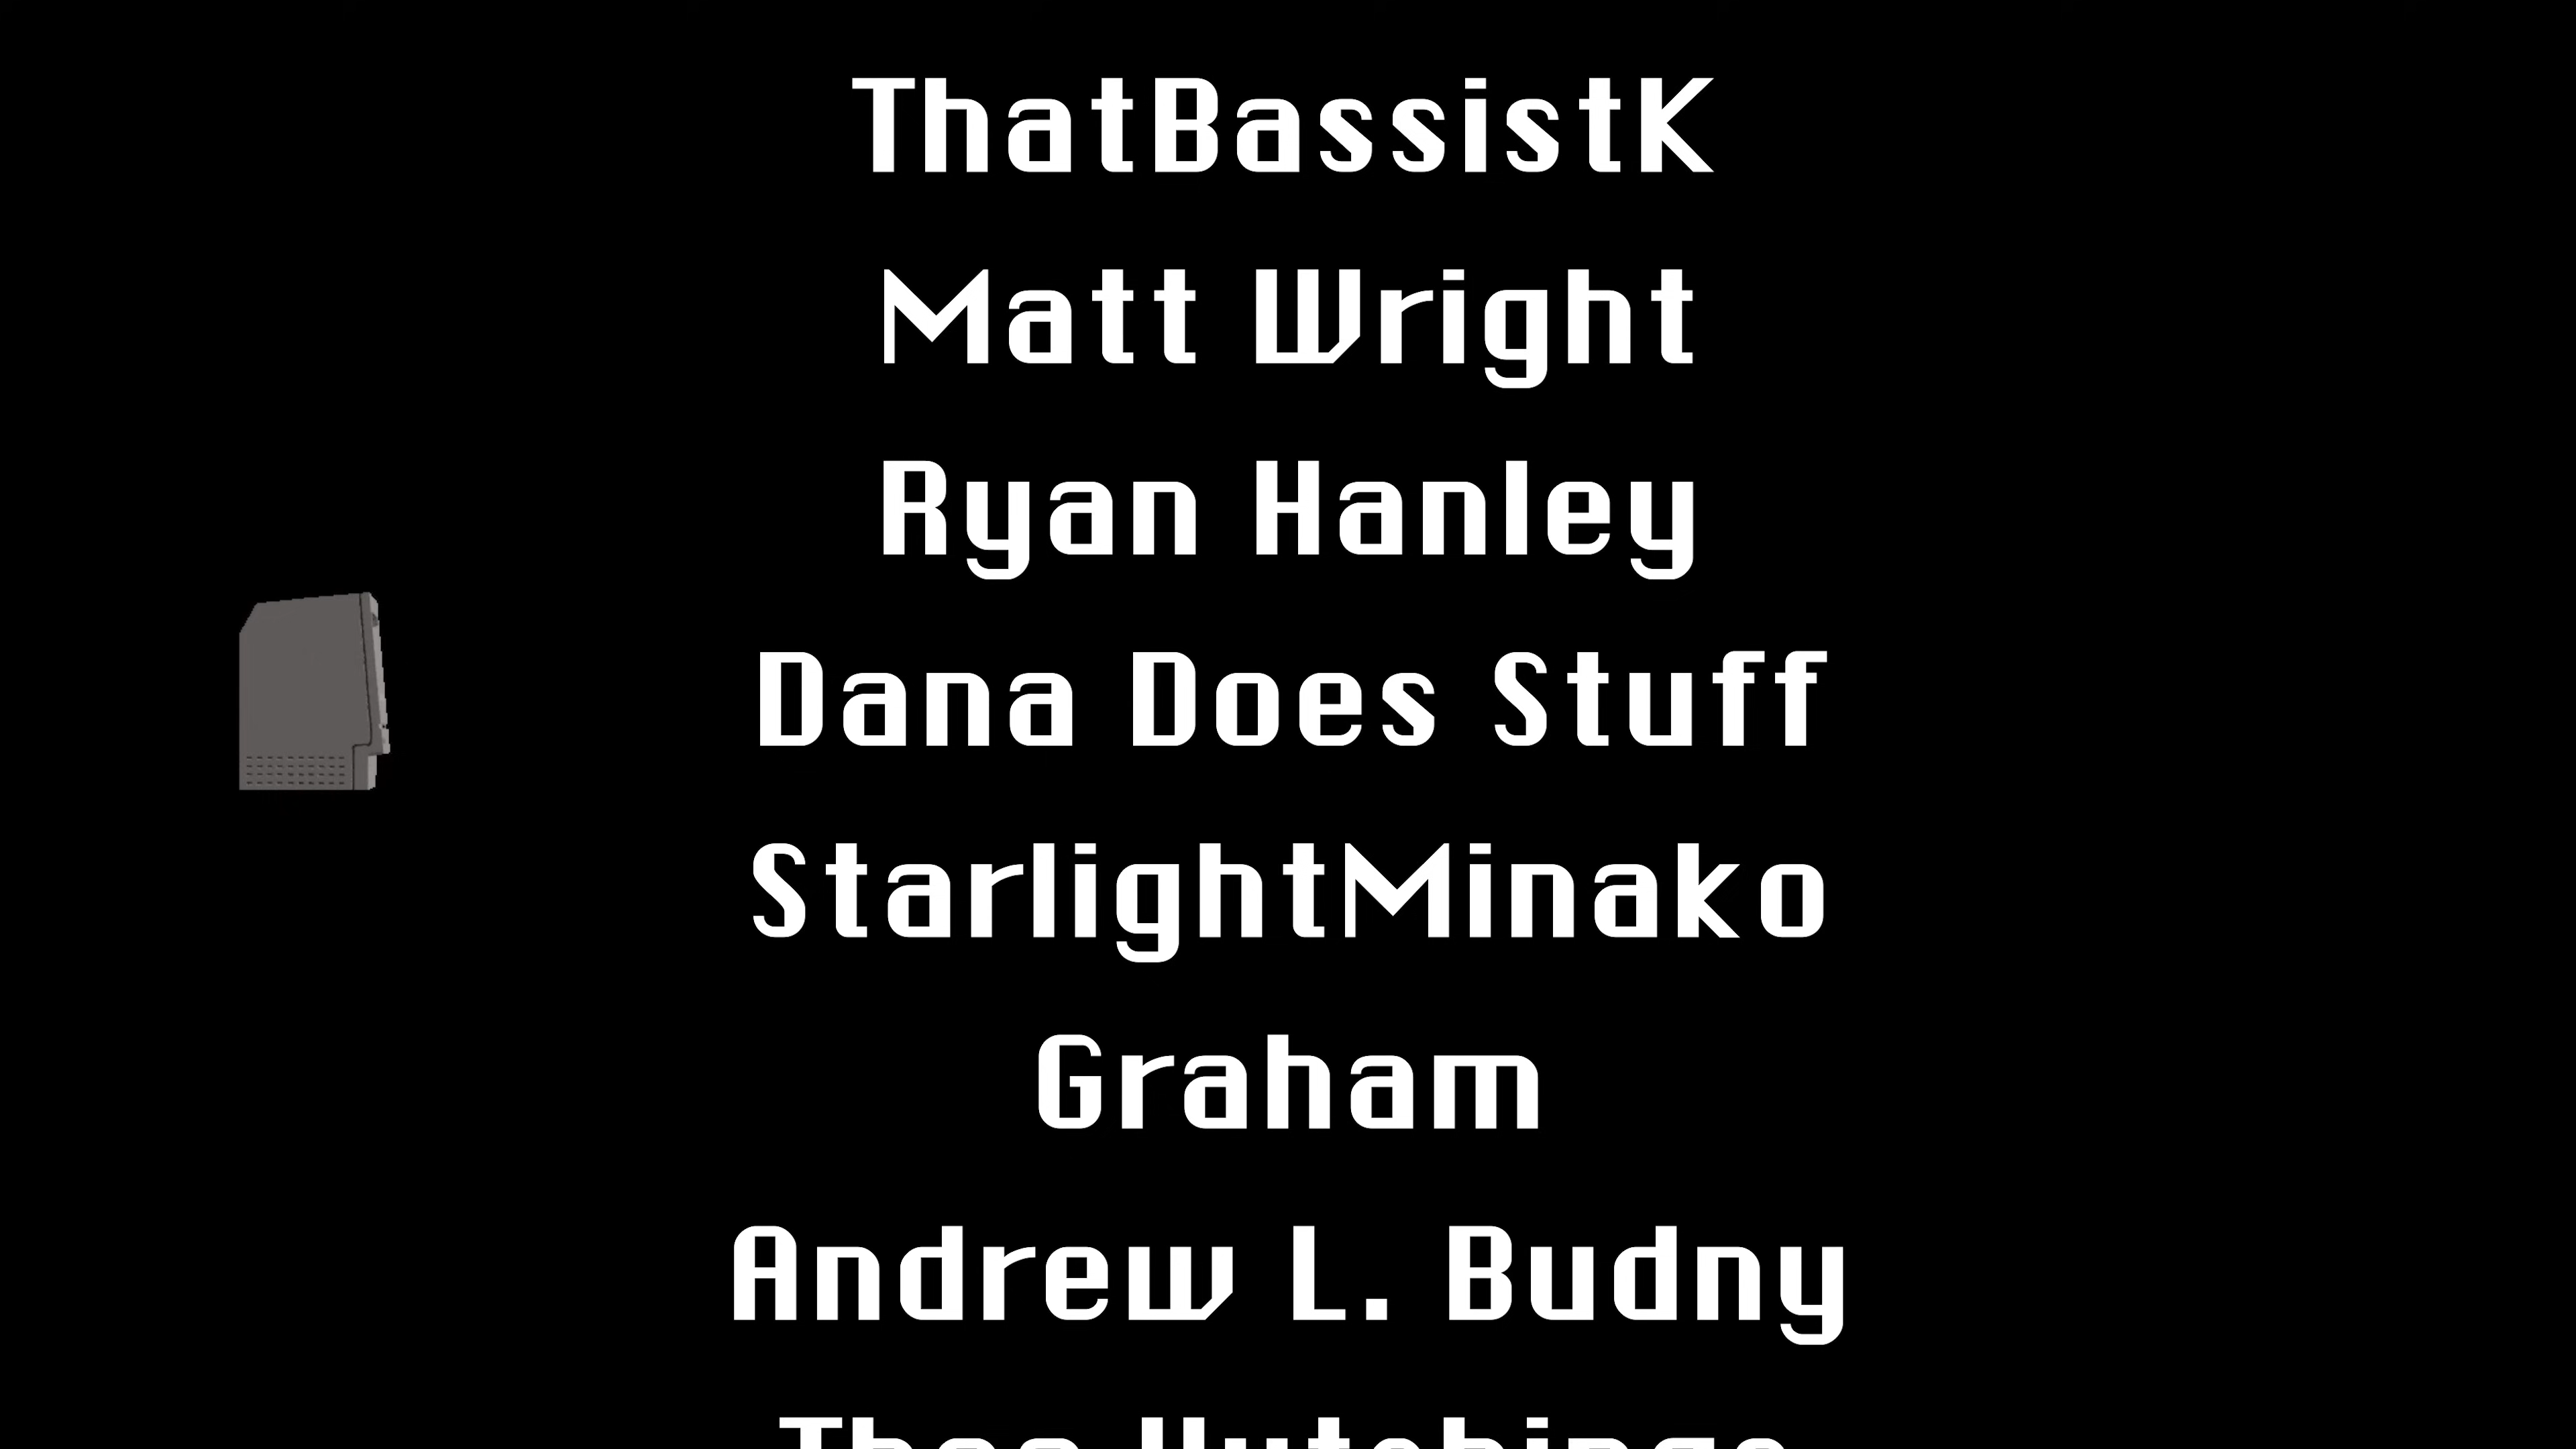 ThatBassistK
Matt Wright
Ryan Hanley
Dana Does Stuff
StarlightMinako
Graham
Andrew L. Budny